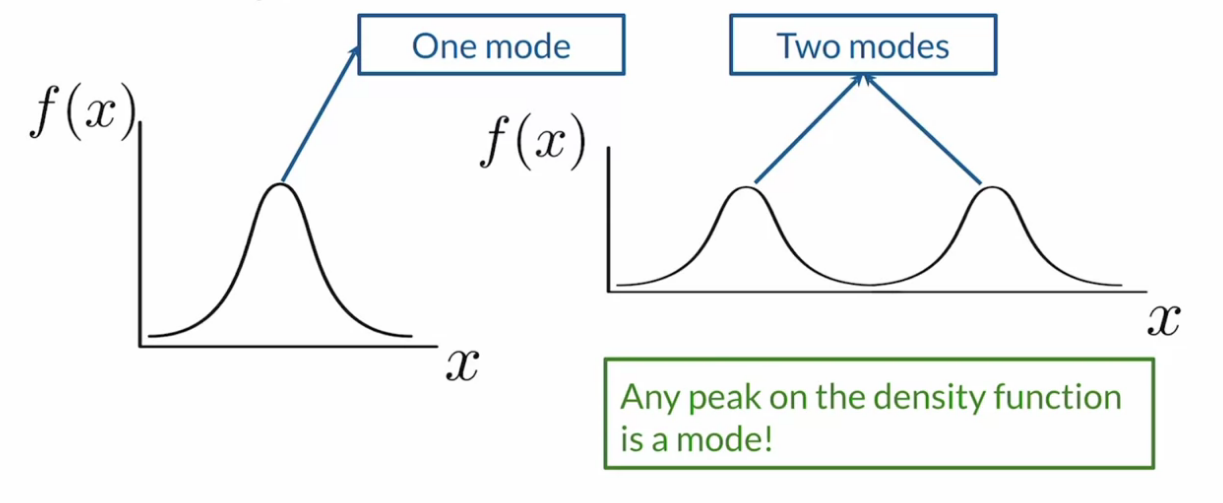 One mode
f(x)
x
Two modes
f(x)
x
Any peak on the density function
is a mode!